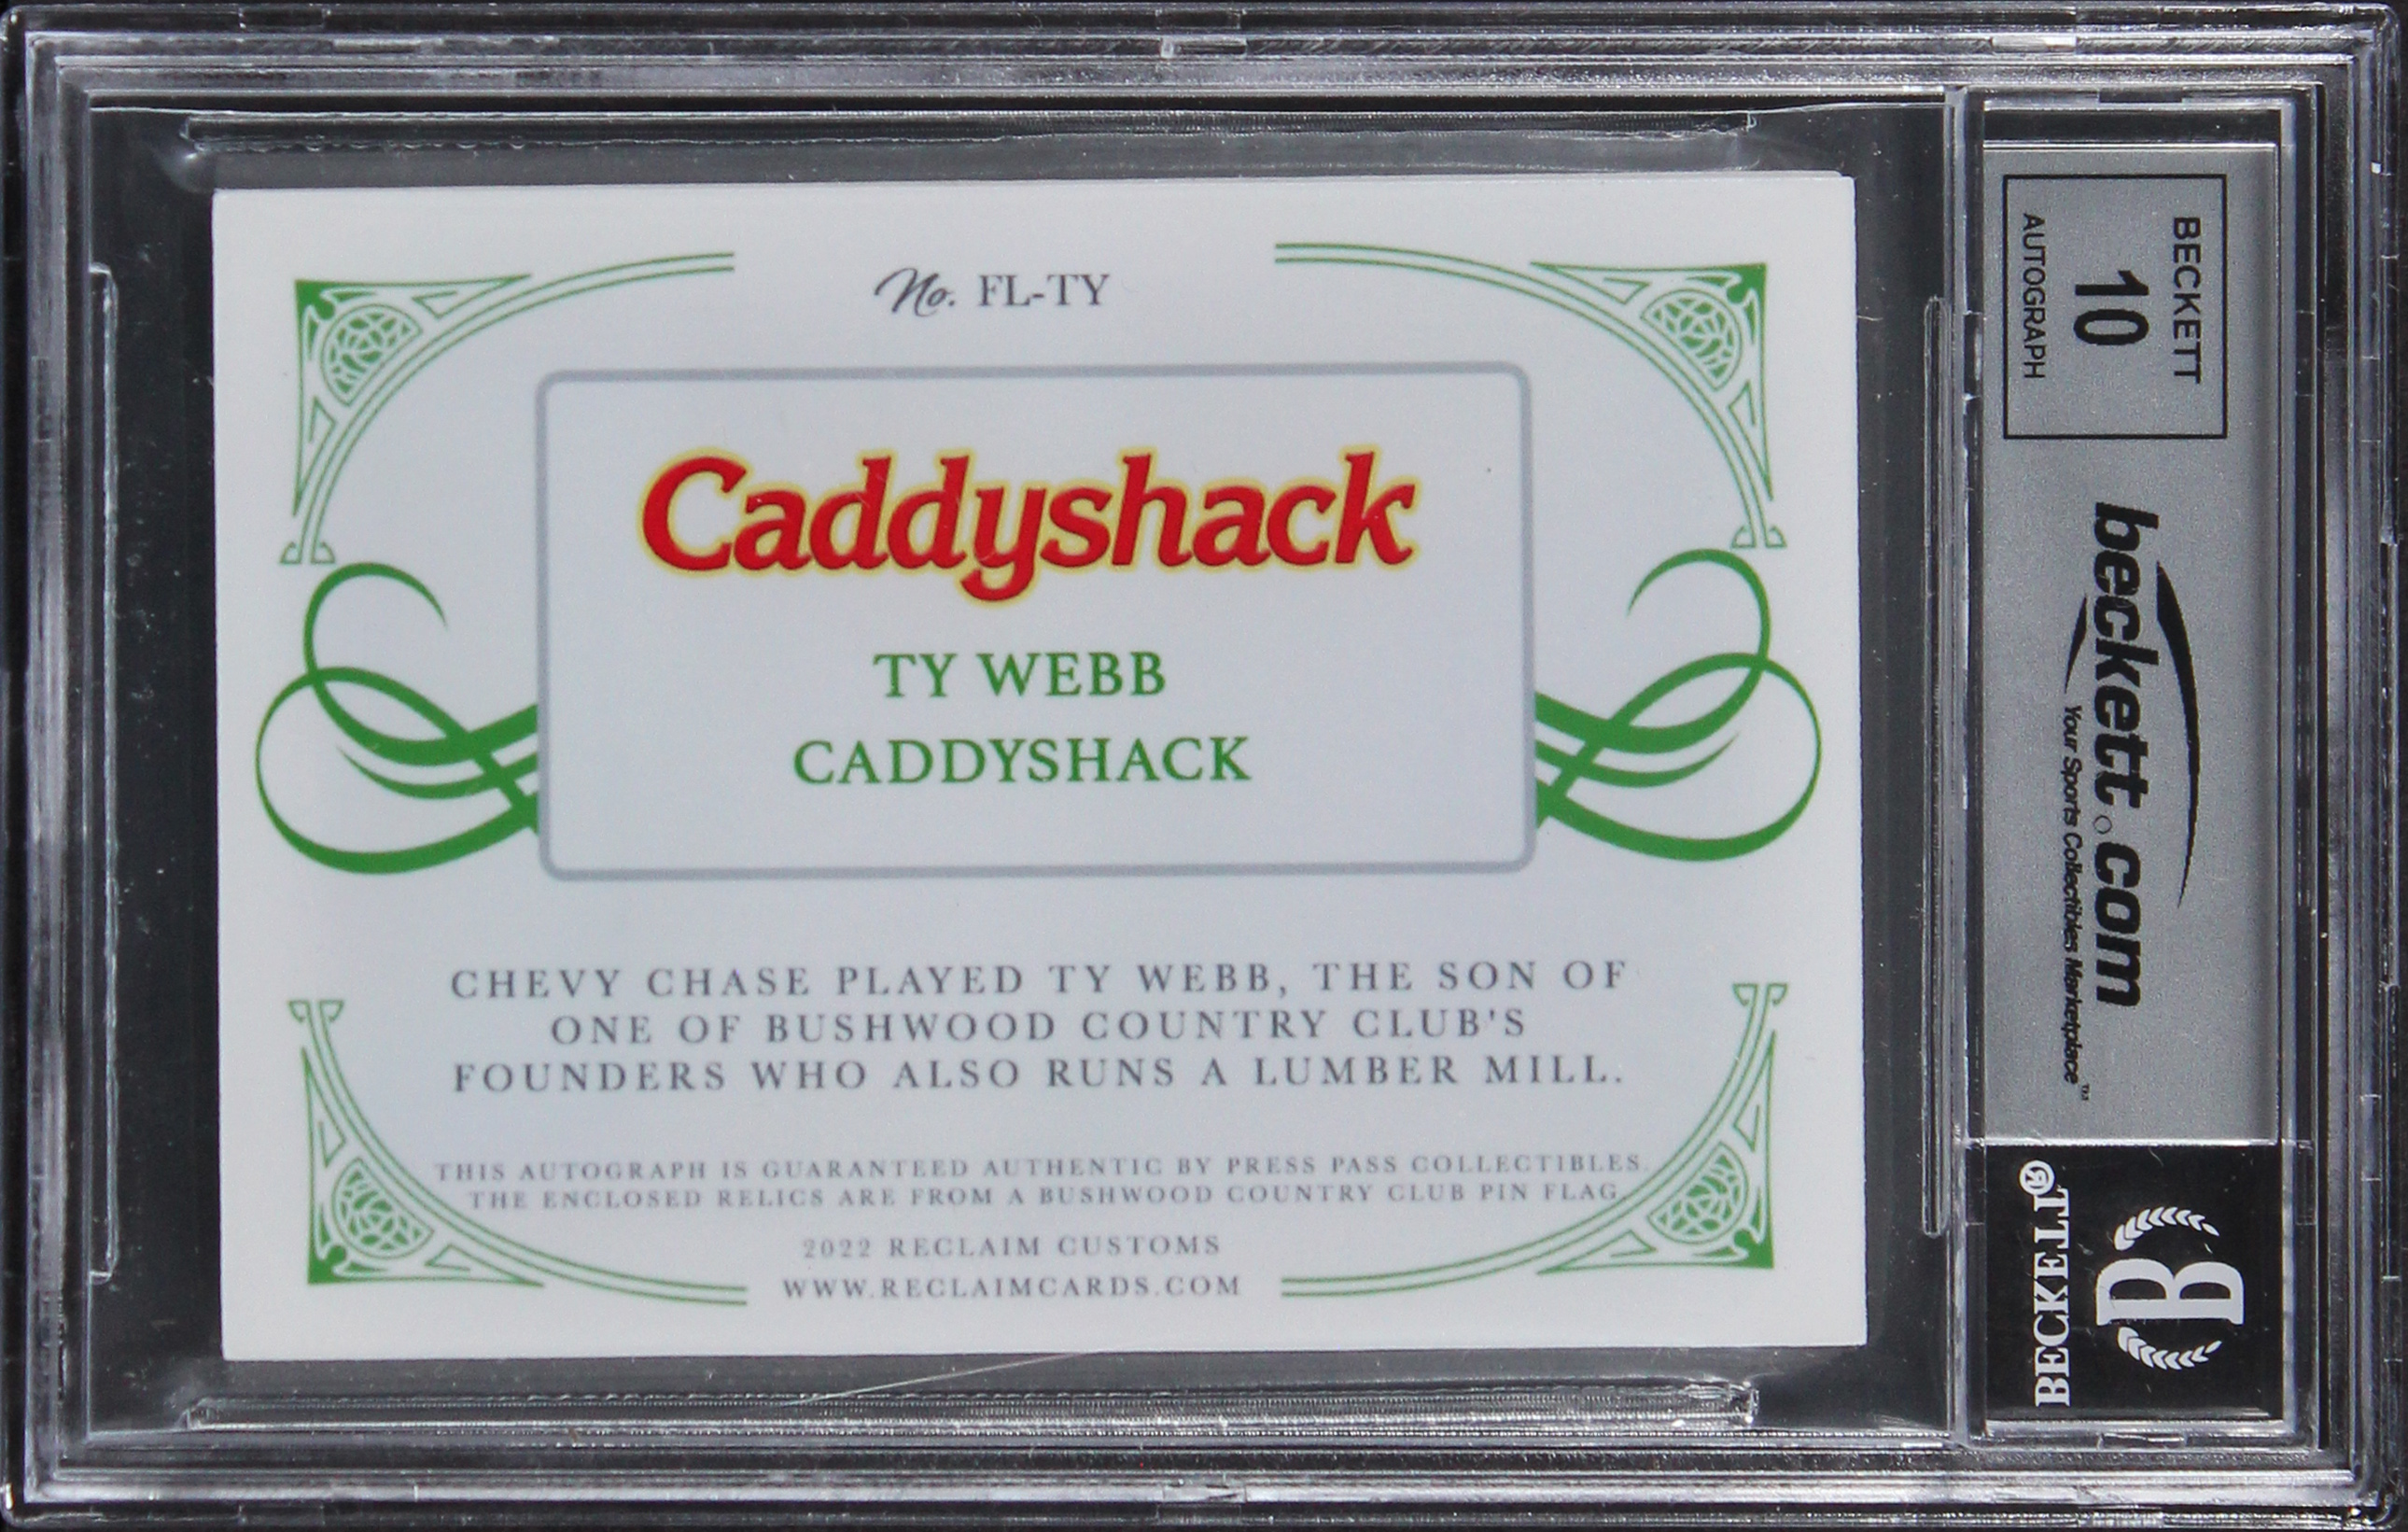 No. FL-TY
Caddyshack
TY WEBB
CADDYSHACK
CHEVY CHASE PLAYED TY WEBB, THE SON OF
ONE OF BUSHWOOD COUNTRY CLUB'S
FOUNDERS WHO ALSO RUNS A LUMBER MILL.
THIS AUTOGRAPH IS GUARANTEED AUTHENTIC BY PRESS PASS COLLECTIBLES.
THE ENCLOSED RELICS ARE FROM A BUSHWOOD COUNTRY CLUB PIN FLAG.
2022 RECLAIM CUSTOMS
WWW.RECLAIMCARDS.COM
BECKETT
10
AUTOGRAPH
beckett.com
Your Sports Collectibles Marketplace™
B
BECKETT®